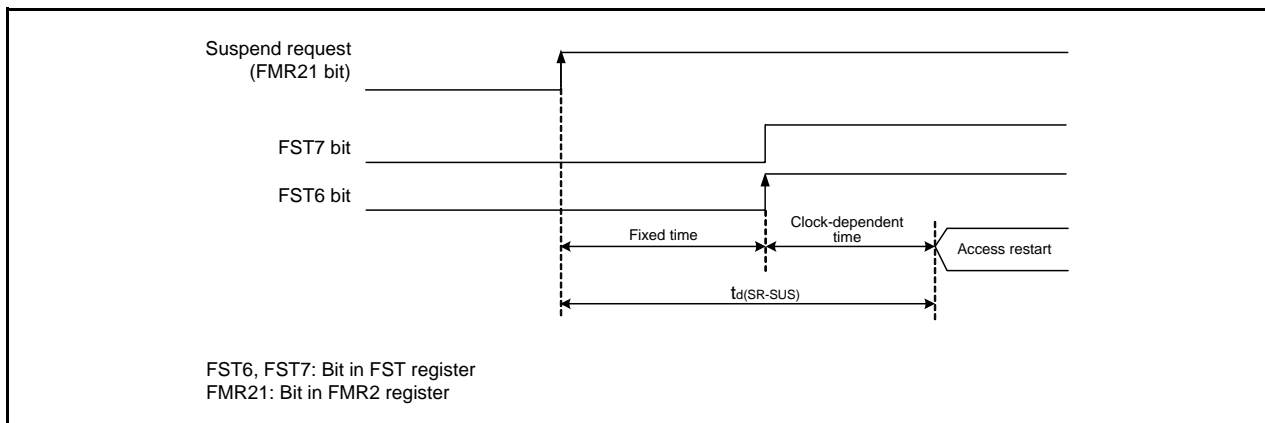 Suspend request
(FMR21 bit)
FST7 bit
FST6 bit
Fixed time
Clock-dependent
time
Access restart
td(SR-SUS)
FST6, FST7: Bit in FST register
FMR21: Bit in FMR2 register